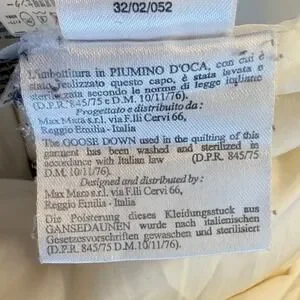 32/02/052
L'imbottitura in PIUMINO D'OCA, con cui è
stato realizzato questo capo, è stata lavata e
sterilizzata secondo le norme di legge italiane
(D.P.R. 845/75 e D.M. 10/11/76).
Progettato e distribuito da :
Max Mara s.r.l. via F.lli Cervi 66,
Reggio Emilia - Italia
The GOOSE DOWN used in the quilting of this
garment has been washed and sterilized in
accordance with Italian law (D.P.R. 845/75
D.M. 10/11/76).
Designed and distributed by :
Max Mara s.r.l. via F.lli Cervi 66,
Reggio Emilia - Italia
Die Polsterung dieses Kleidungsstuck aus
GANSEDAUNEN wurde nach italienischen
Gesetzesvorschriften gewaschen und sterilisiert
(D.P.R. 845/75 D.M. 10/11/76).